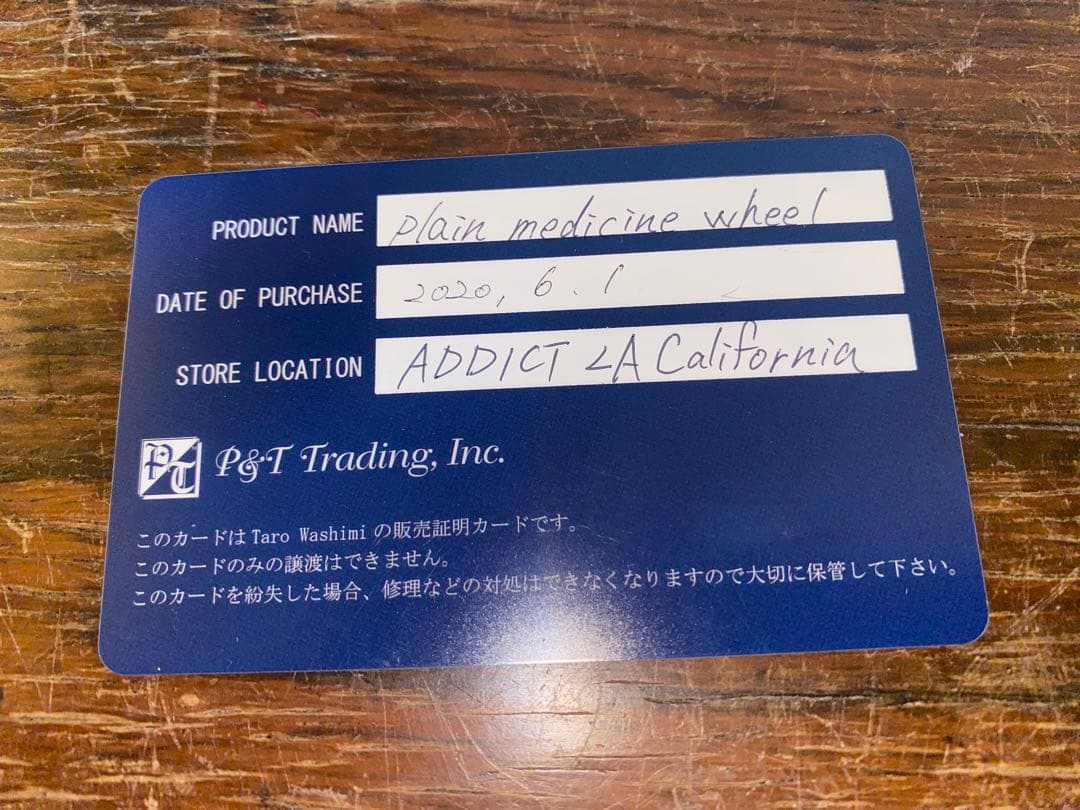 PRODUCT NAME plain medicine wheel
DATE OF PURCHASE 2020, 6. 1
STORE LOCATION ADDICT LA California
PT P&T Trading, Inc.
このカードはTaro Washimiの販売証明カードです。
このカードのみの譲渡はできません。
このカードを紛失した場合、修理などの対処はできなくなりますので大切に保管して下さい。